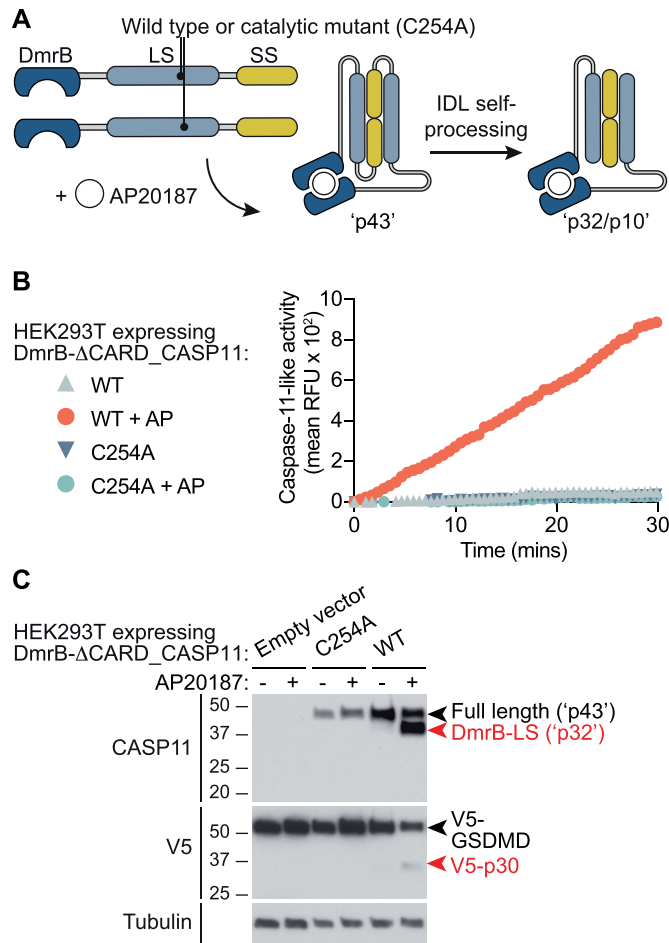 A
Wild type or catalytic mutant (C254A)
DmrB LS SS
+ AP20187
IDL self-
processing
'p43'
'p32/p10'
B
HEK293T expressing
DmrB-ΔCARD_CASP11:
WT
WT + AP
C254A
C254A + AP
Caspase-11-like activity
(mean RFU x 10²)
10
8
6
4
2
0
0 10 20 30
Time (mins)
C
HEK293T expressing
DmrB-ΔCARD_CASP11:
Empty vector
C254A
WT
AP20187: - + - + - +
CASP11
50
37
25
20
Full length ('p43')
DmrB-LS ('p32')
V5
50
37
25
V5-
GSDMD
V5-p30
Tubulin